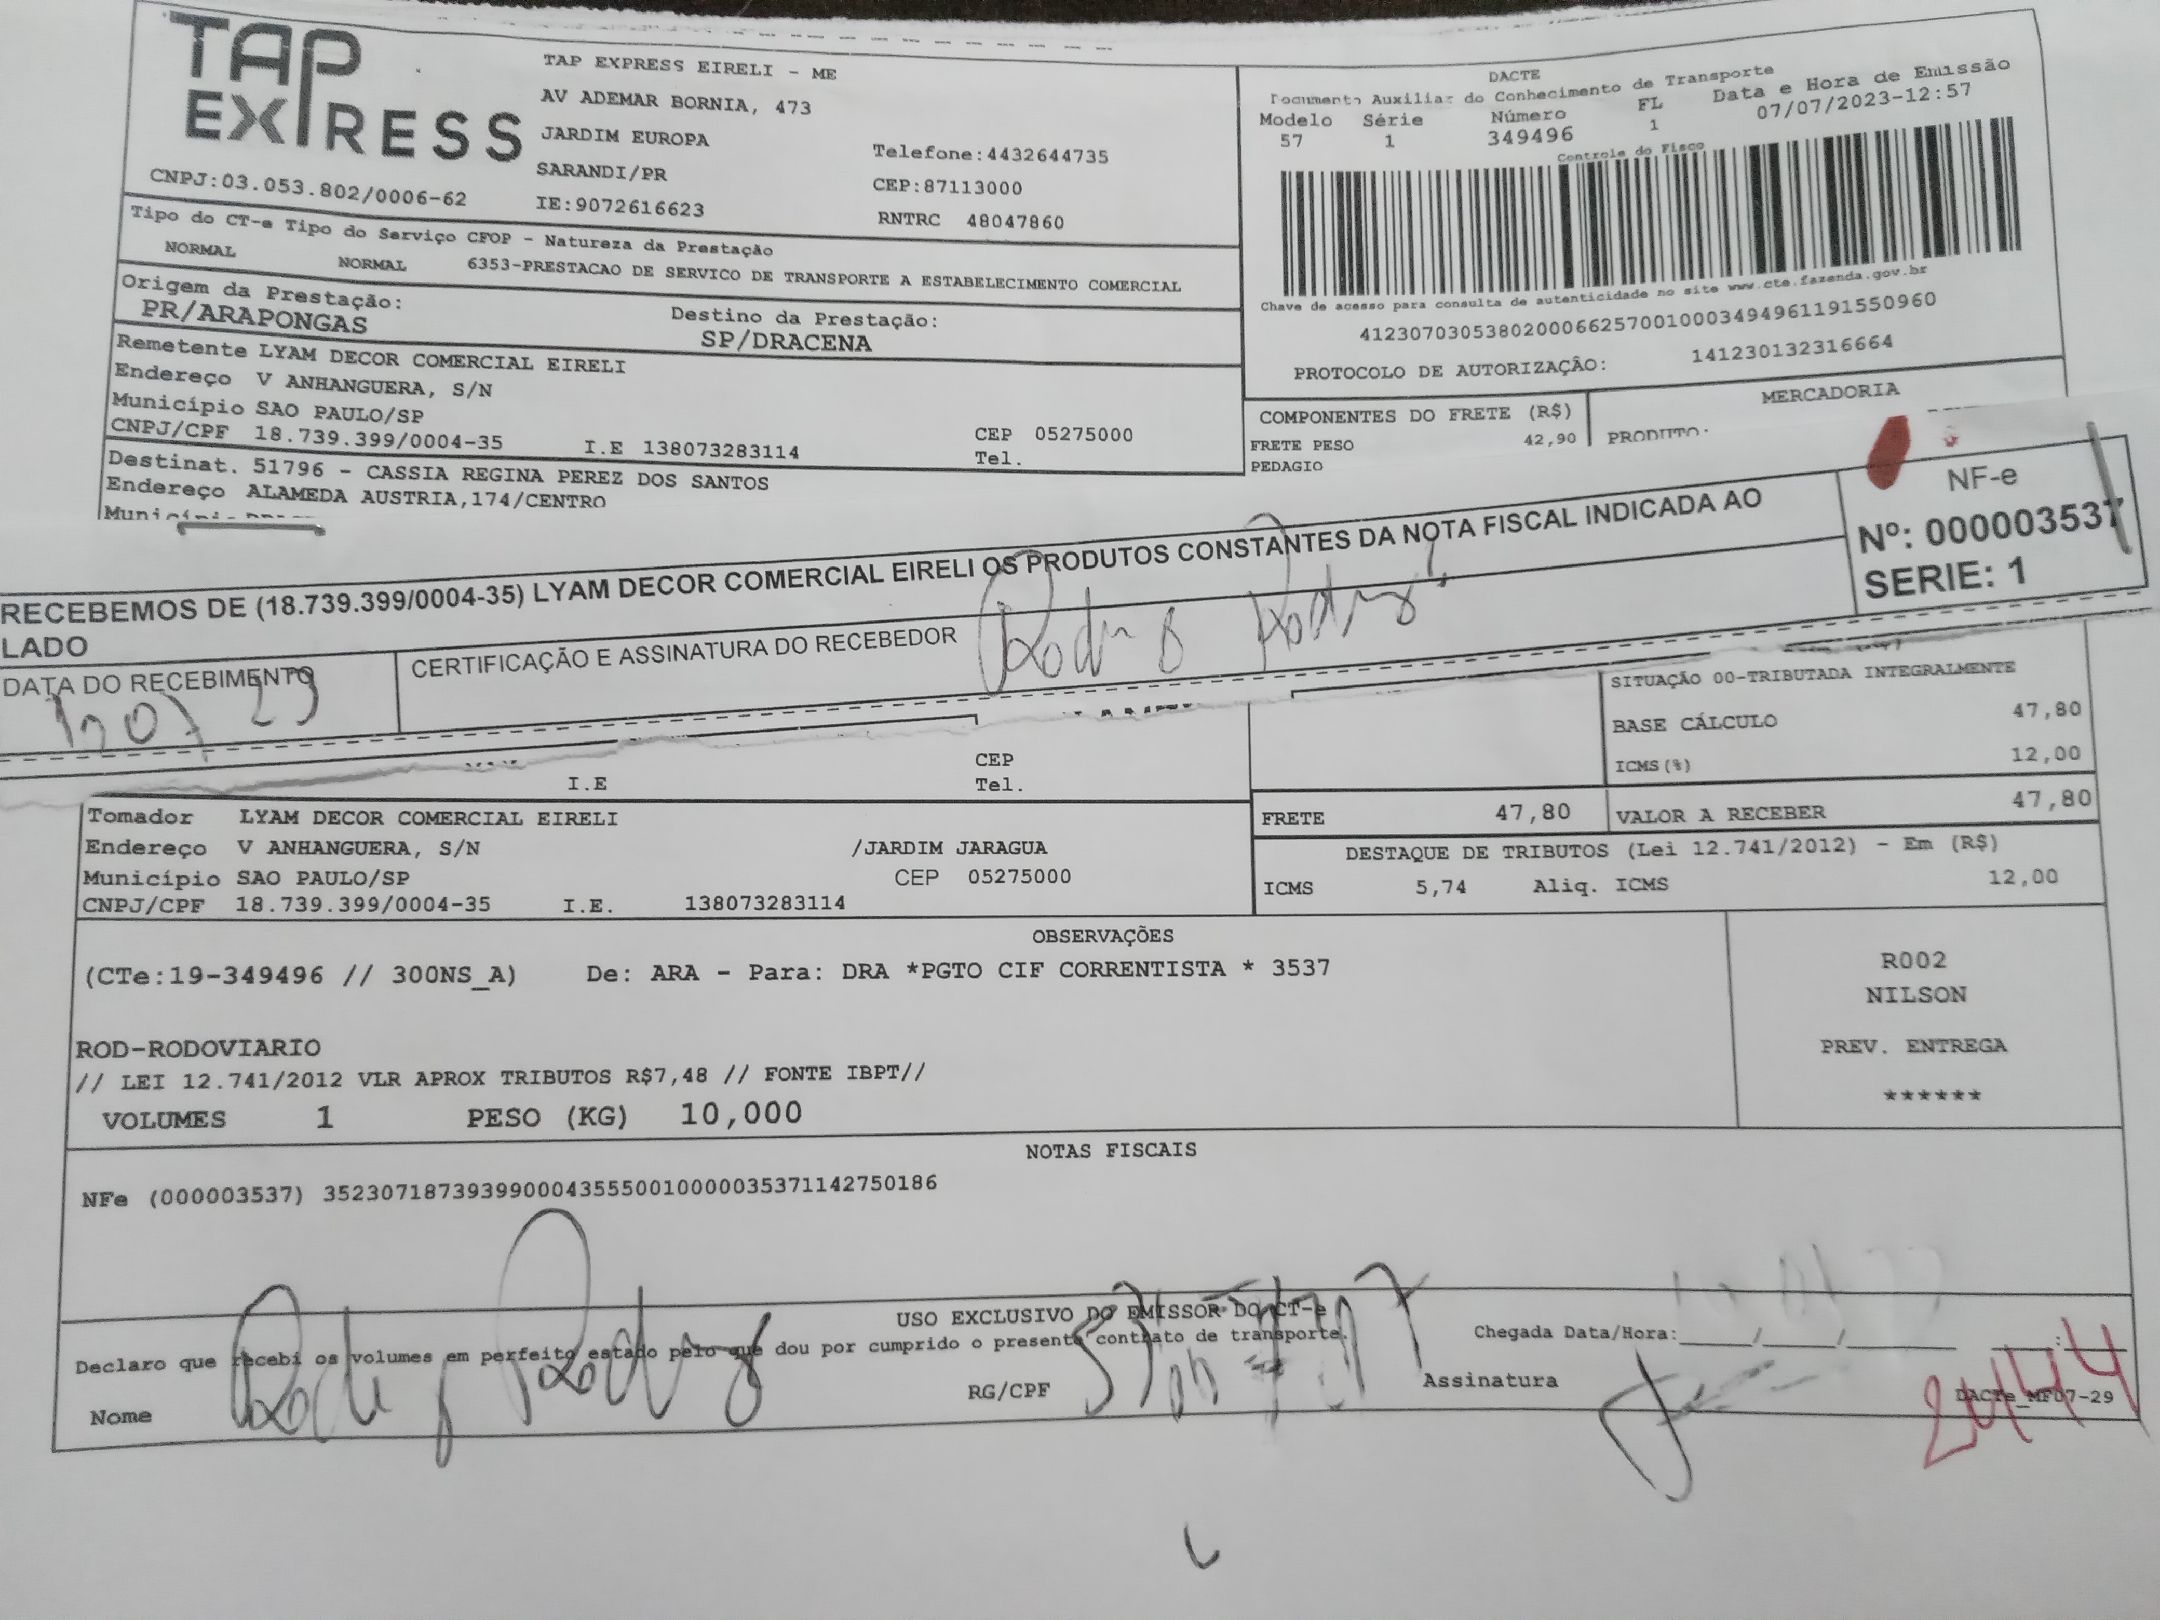 TAP
EXPRESS
TAP EXPRESS EIRELI - ME
AV ADEMAR BORNIA, 473
JARDIM EUROPA
SARANDI/PR
IE:9072616623
Telefone:4432644735
CEP:87113000
RNTRC 48047860
CNPJ:03.053.802/0006-62
DACTE
Documento Auxiliar do Conhecimento de Transporte
Modelo Série Número FL Data e Hora de Emissão
57 1 349496 1 07/07/2023-12:57
Controle do Fisco
Chave de acesso para consulta de autenticidade no site www.cte.fazenda.gov.br
41230703053802000662570010003494961191550960
PROTOCOLO DE AUTORIZAÇÂO: 141230132316664
Tipo do CT-e Tipo do Serviço CFOP - Natureza da Prestação
NORMAL NORMAL 6353-PRESTACAO DE SERVICO DE TRANSPORTE A ESTABELECIMENTO COMERCIAL
Origem da Prestação: Destino da Prestação:
PR/ARAPONGAS SP/DRACENA
Remetente LYAM DECOR COMERCIAL EIRELI
Endereço V ANHANGUERA, S/N
Município SAO PAULO/SP CEP 05275000
CNPJ/CPF 18.739.399/0004-35 I.E 138073283114 Tel.
Destinat. 51796 - CASSIA REGINA PEREZ DOS SANTOS
Endereço ALAMEDA AUSTRIA,174/CENTRO
COMPONENTES DO FRETE (R$) MERCADORIA
FRETE PESO 42,90 PRODUTO:
PEDAGIO
RECEBEMOS DE (18.739.399/0004-35) LYAM DECOR COMERCIAL EIRELI OS PRODUTOS CONSTANTES DA NOTA FISCAL INDICADA AO
LADO
NF-e
Nº: 000003537
SERIE: 1
DATA DO RECEBIMENTO
CERTIFICAÇÃO E ASSINATURA DO RECEBEDOR
SITUAÇÃO 00-TRIBUTADA INTEGRALMENTE
BASE CÁLCULO 47,80
ICMS(%) 12,00
CEP
I.E Tel.
FRETE 47,80 VALOR A RECEBER 47,80
Tomador LYAM DECOR COMERCIAL EIRELI
Endereço V ANHANGUERA, S/N /JARDIM JARAGUA
Município SAO PAULO/SP CEP 05275000
CNPJ/CPF 18.739.399/0004-35 I.E. 138073283114
DESTAQUE DE TRIBUTOS (Lei 12.741/2012) - Em (R$)
ICMS 5,74 Aliq. ICMS 12,00
OBSERVAÇÕES
(CTe:19-349496 // 300NS_A) De: ARA - Para: DRA *PGTO CIF CORRENTISTA * 3537
ROD-RODOVIARIO
// LEI 12.741/2012 VLR APROX TRIBUTOS R$7,48 // FONTE IBPT//
VOLUMES 1 PESO (KG) 10,000
R002
NILSON
PREV. ENTREGA
******
NOTAS FISCAIS
NFe (000003537) 35230718739399000435550010000035371142750186
USO EXCLUSIVO DO EMISSOR DO CT-e
Declaro que recebi os volumes em perfeito estado pelo que dou por cumprido o presente contrato de transporte.
Chegada Data/Hora:____/____/____ __:__
Nome RG/CPF Assinatura
DACTe_MF07-29